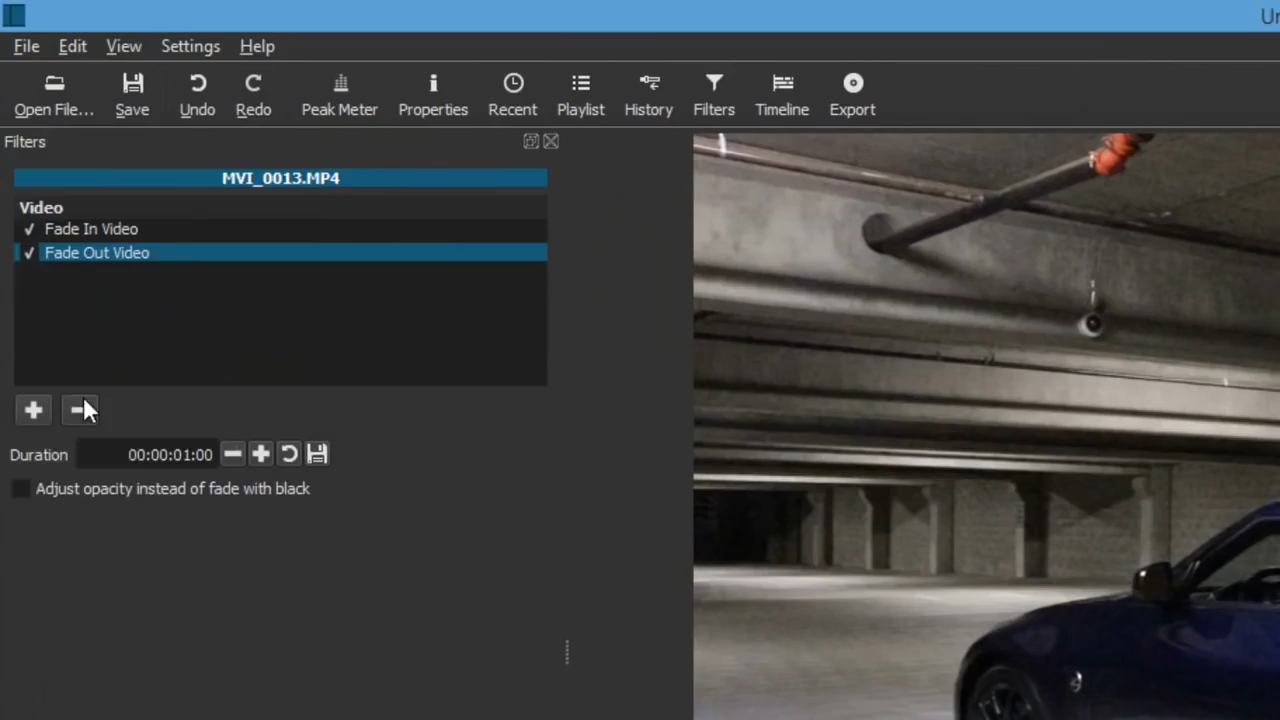 Un
File Edit View Settings Help
Open File... Save Undo Redo Peak Meter Properties Recent Playlist History Filters Timeline Export
Filters
MVI_0013.MP4
Video
✓ Fade In Video
✓ Fade Out Video
Duration 00:00:01:00
Adjust opacity instead of fade with black